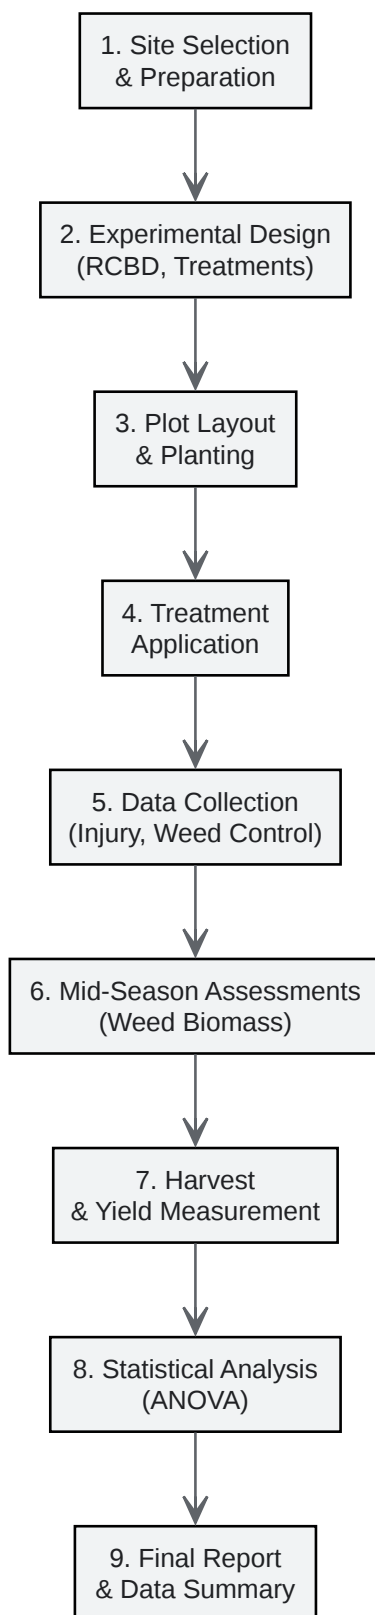 1. Site Selection
& Preparation
2. Experimental Design
(RCBD, Treatments)
3. Plot Layout
& Planting
4. Treatment
Application
5. Data Collection
(Injury, Weed Control)
6. Mid-Season Assessments
(Weed Biomass)
7. Harvest
& Yield Measurement
8. Statistical Analysis
(ANOVA)
9. Final Report
& Data Summary